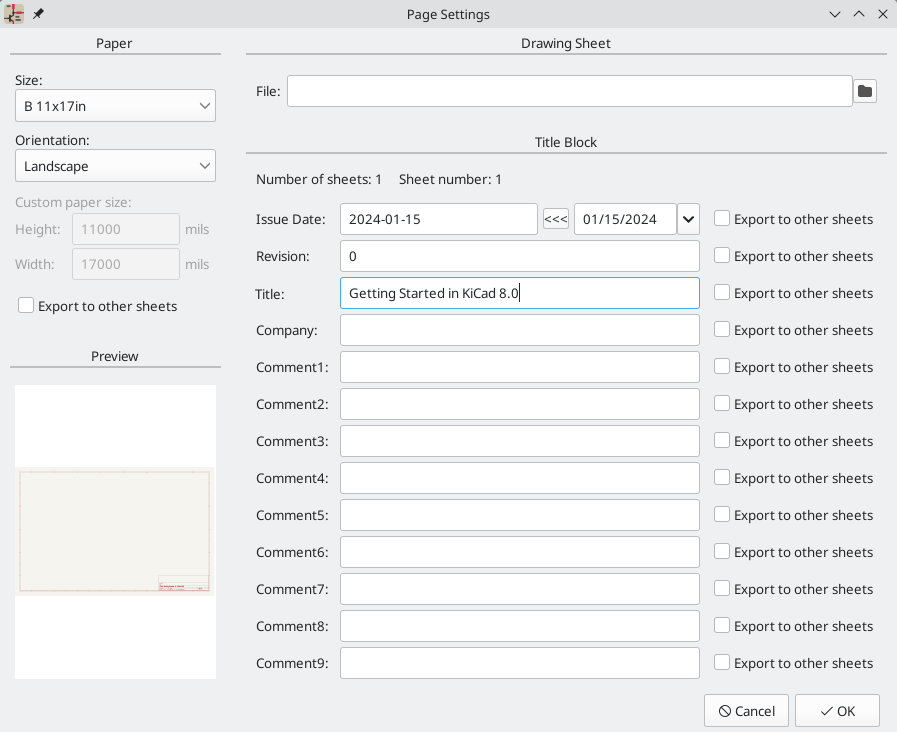 Page Settings
Paper
Size:
B 11x17in
Orientation:
Landscape
Custom paper size:
Height: 11000 mils
Width: 17000 mils
Export to other sheets
Preview
Drawing Sheet
File:
Title Block
Number of sheets: 1 Sheet number: 1
Issue Date: 2024-01-15 <<< 01/15/2024 Export to other sheets
Revision: 0 Export to other sheets
Title: Getting Started in KiCad 8.0 Export to other sheets
Company: Export to other sheets
Comment1: Export to other sheets
Comment2: Export to other sheets
Comment3: Export to other sheets
Comment4: Export to other sheets
Comment5: Export to other sheets
Comment6: Export to other sheets
Comment7: Export to other sheets
Comment8: Export to other sheets
Comment9: Export to other sheets
Cancel OK